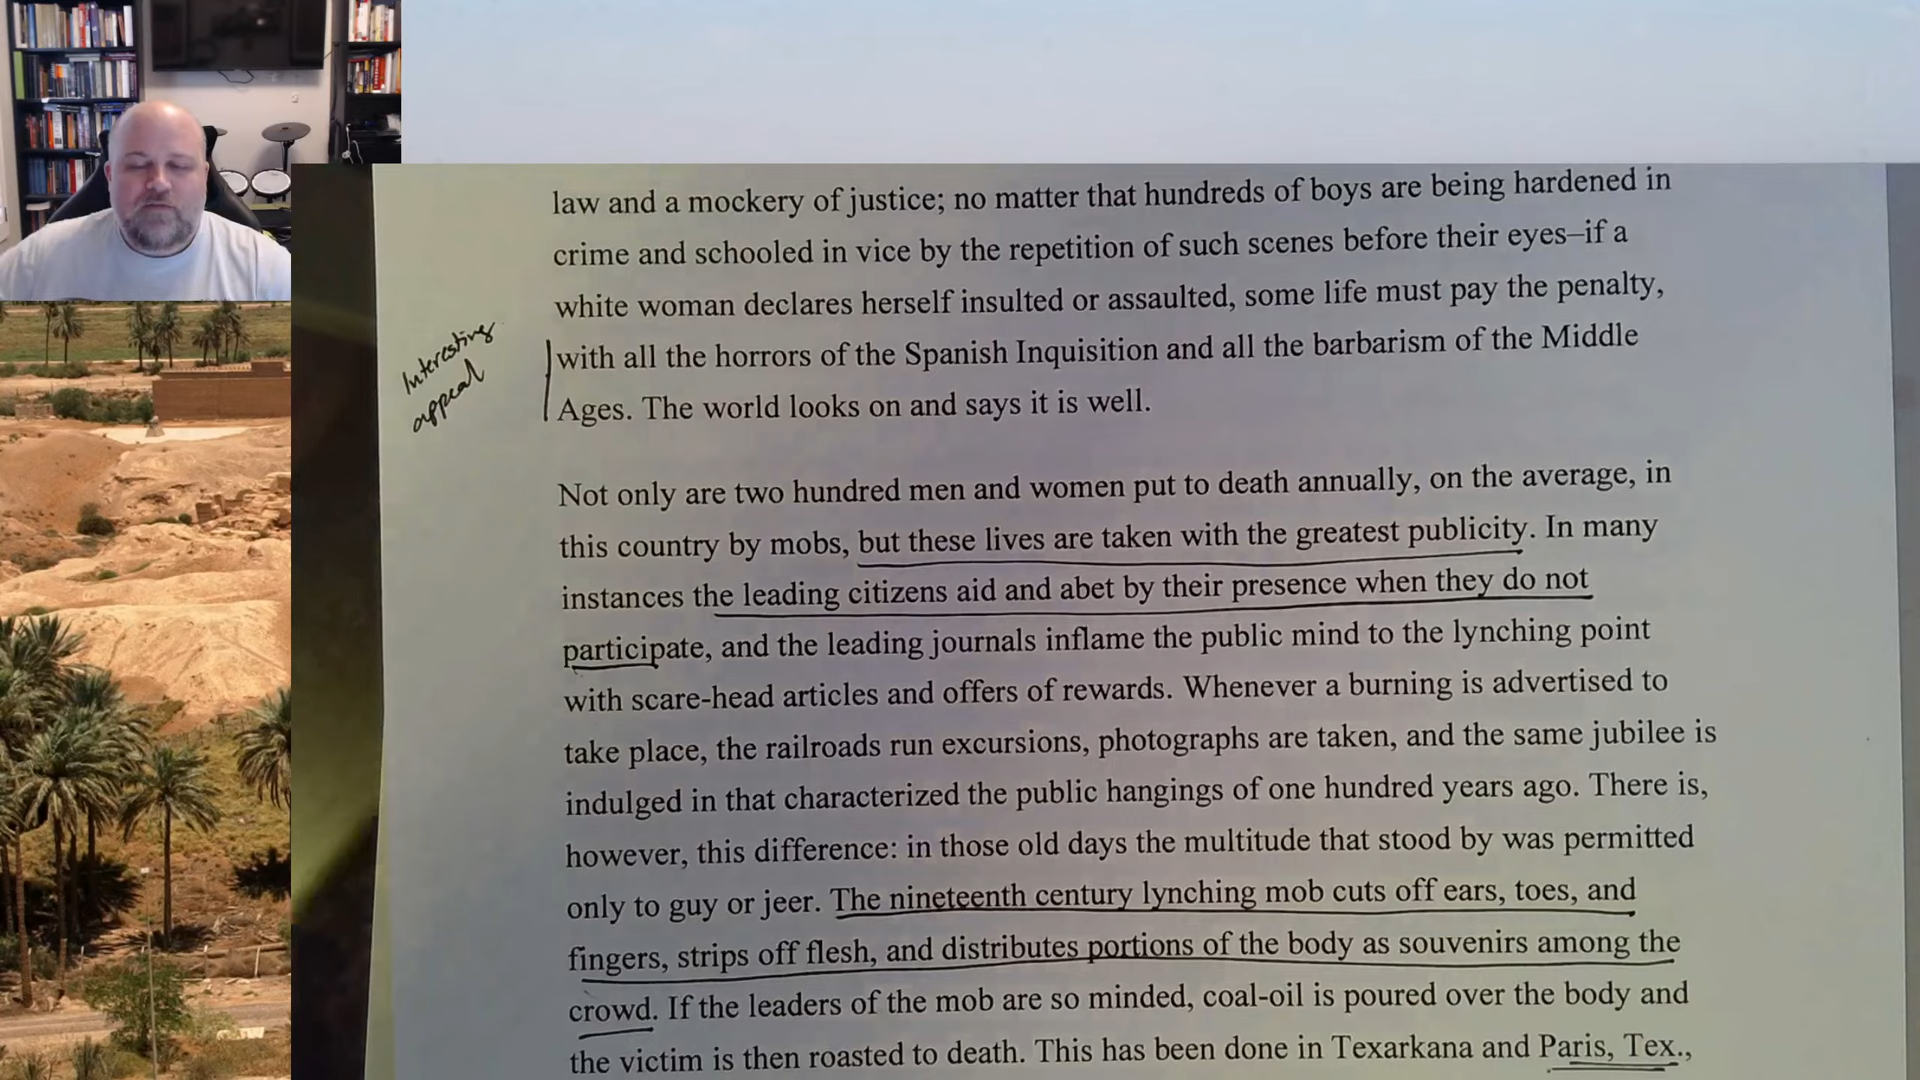 law and a mockery of justice; no matter that hundreds of boys are being hardened in
crime and schooled in vice by the repetition of such scenes before their eyes–if a
white woman declares herself insulted or assaulted, some life must pay the penalty,
with all the horrors of the Spanish Inquisition and all the barbarism of the Middle
Ages. The world looks on and says it is well.
Interesting
appeal
Not only are two hundred men and women put to death annually, on the average, in
this country by mobs, but these lives are taken with the greatest publicity. In many
instances the leading citizens aid and abet by their presence when they do not
participate, and the leading journals inflame the public mind to the lynching point
with scare-head articles and offers of rewards. Whenever a burning is advertised to
take place, the railroads run excursions, photographs are taken, and the same jubilee is
indulged in that characterized the public hangings of one hundred years ago. There is,
however, this difference: in those old days the multitude that stood by was permitted
only to guy or jeer. The nineteenth century lynching mob cuts off ears, toes, and
fingers, strips off flesh, and distributes portions of the body as souvenirs among the
crowd. If the leaders of the mob are so minded, coal-oil is poured over the body and
the victim is then roasted to death. This has been done in Texarkana and Paris, Tex.,